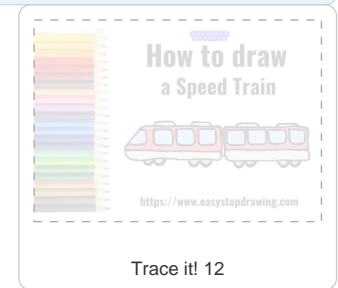 How to draw
a Speed Train
https://www.easystepdrawing.com
Trace it! 12